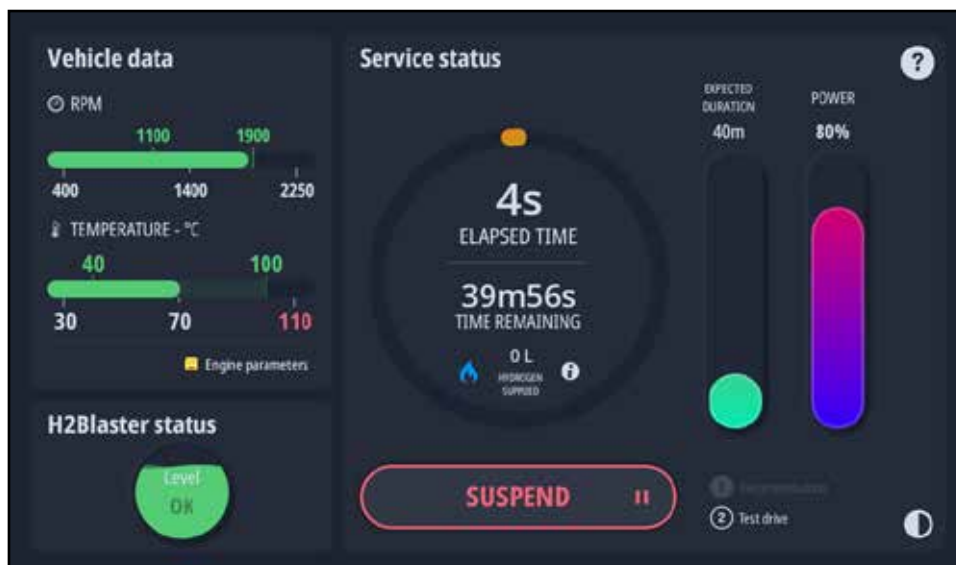 Vehicle data
RPM
1100 1900
400 1400 2250
TEMPERATURE - °C
40 100
30 70 110
Engine parameters
H2Blaster status
Level
OK
Service status
?
4s
ELAPSED TIME
39m56s
TIME REMAINING
0 L
HYDROGEN
SUPPLIED
i
SUSPEND
EXPECTED
DURATION
40m
POWER
80%
1
2 Test drive